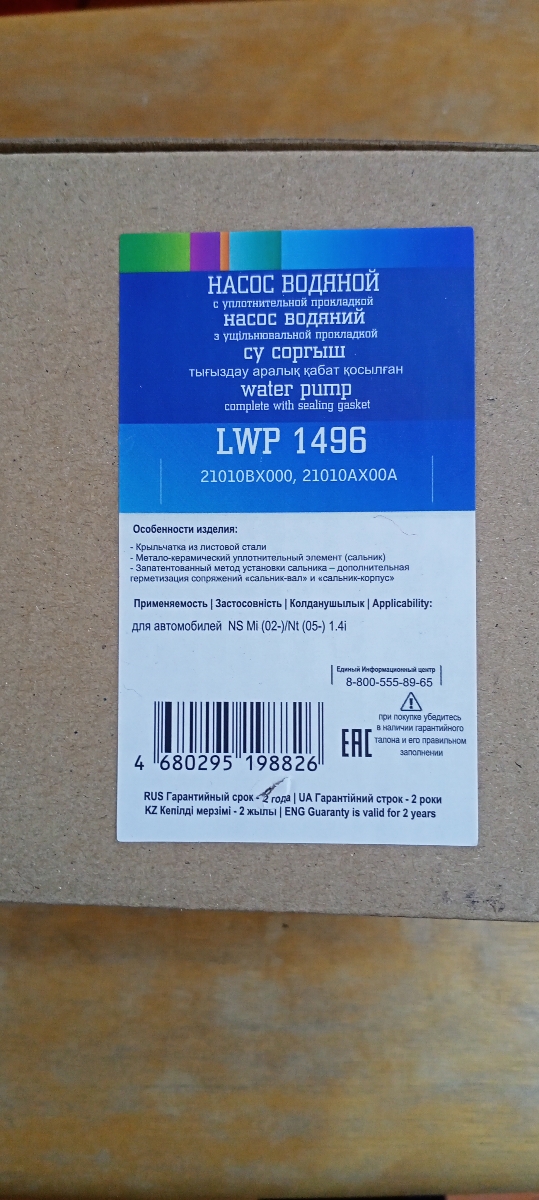 НАСОС ВОДЯНОЙ
с уплотнительной прокладкой
насос водяний
з ущільнювальной прокладкой
су соргыш
тығыздау аралық қабат қосылған
water pump
complete with sealing gasket
LWP 1496
21010BX000, 21010AX00A
Особенности изделия:
- Крыльчатка из листовой стали
- Метало-керамический уплотнительный элемент (сальник)
- Запатентованный метод установки сальника – дополнительная
герметизация сопряжений «сальник-вал» и «сальник-корпус»
Применяемость | Застосовність | Колданушылык | Applicability:
для автомобилей NS Mi (02-)/Nt (05-) 1.4i
Единый Информационный центр
8-800-555-89-65
при покупке убедитесь
в наличии гарантийного
талона и его правильном
заполнении
EAC
4 680295 198826
RUS Гарантийный срок - 2 года | UA Гарантійний строк - 2 роки
KZ Кепілді мерзімі - 2 жылы | ENG Guaranty is valid for 2 years